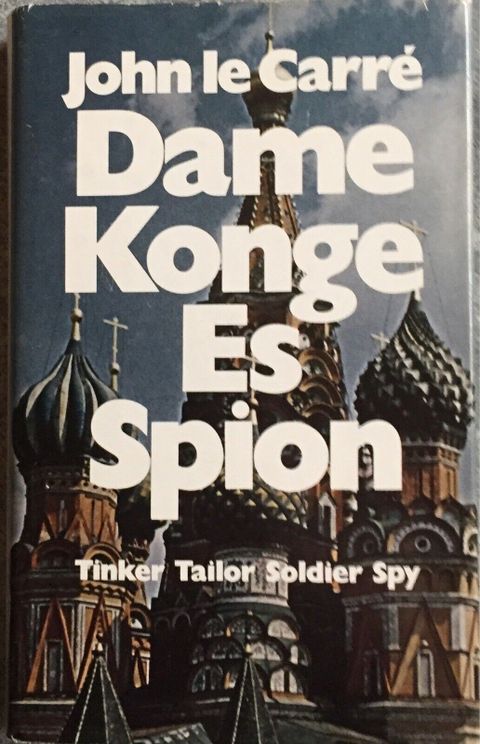 John le Carré
Dame
Konge
Es
Spion
Tinker Tailor Soldier Spy